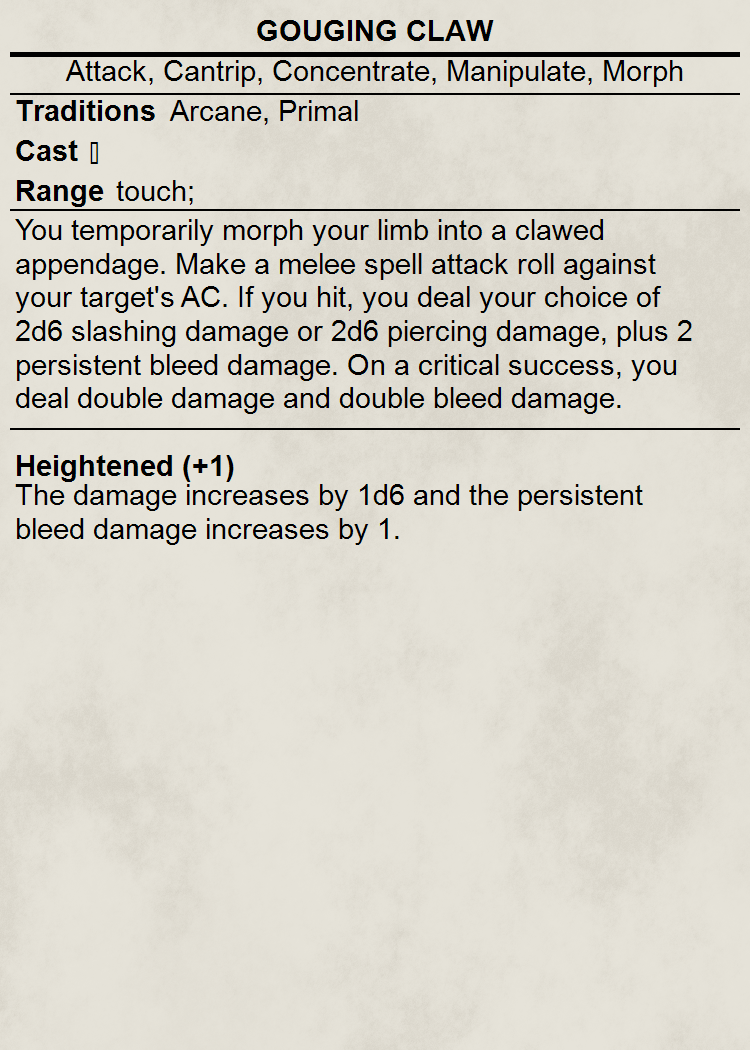 GOUGING CLAW
Attack, Cantrip, Concentrate, Manipulate, Morph
Traditions Arcane, Primal
Cast
Range touch;
You temporarily morph your limb into a clawed
appendage. Make a melee spell attack roll against
your target's AC. If you hit, you deal your choice of
2d6 slashing damage or 2d6 piercing damage, plus 2
persistent bleed damage. On a critical success, you
deal double damage and double bleed damage.
Heightened (+1)
The damage increases by 1d6 and the persistent
bleed damage increases by 1.